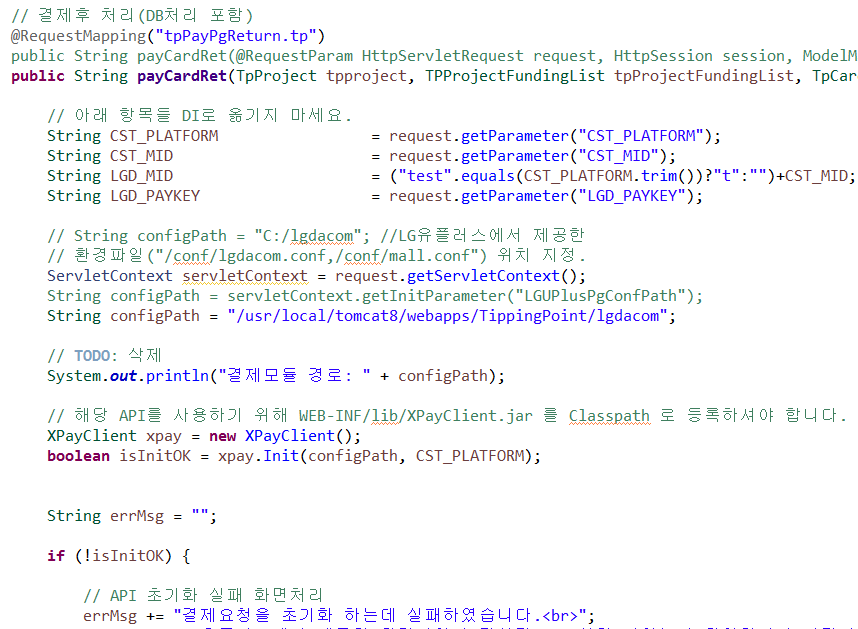 // 결제후 처리(DB처리 포함)
@RequestMapping("tpPayPgReturn.tp")
public String payCardRet(@RequestParam HttpServletRequest request, HttpSession session, ModelM
public String payCardRet(TpProject tpproject, TPProjectFundingList tpProjectFundingList, TpCar
// 아래 항목들 DI로 옮기지 마세요.
String CST_PLATFORM = request.getParameter("CST_PLATFORM");
String CST_MID = request.getParameter("CST_MID");
String LGD_MID = ("test".equals(CST_PLATFORM.trim())?"t":"")+CST_MID;
String LGD_PAYKEY = request.getParameter("LGD_PAYKEY");
// String configPath = "C:/lgdacom"; //LG유플러스에서 제공한
// 환경파일("/conf/lgdacom.conf,/conf/mall.conf") 위치 지정.
ServletContext servletContext = request.getServletContext();
String configPath = servletContext.getInitParameter("LGUPlusPgConfPath");
String configPath = "/usr/local/tomcat8/webapps/TippingPoint/lgdacom";
// TODO: 삭제
System.out.println("결제모듈 경로: " + configPath);
// 해당 API를 사용하기 위해 WEB-INF/lib/XPayClient.jar 를 Classpath 로 등록하셔야 합니다.
XPayClient xpay = new XPayClient();
boolean isInitOK = xpay.Init(configPath, CST_PLATFORM);
String errMsg = "";
if (!isInitOK) {
// API 초기화 실패 화면처리
errMsg += "결제요청을 초기화 하는데 실패하였습니다.<br>";